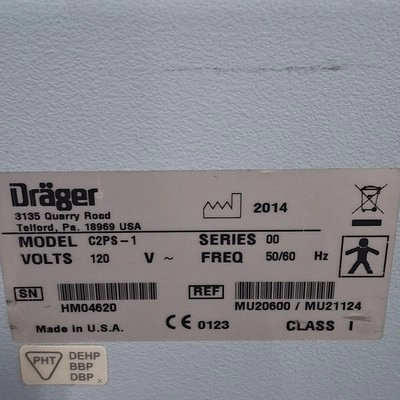 Dräger
3135 Quarry Road
Telford, Pa. 18969 USA
2014
MODEL C2PS-1 SERIES 00
VOLTS 120 V ~ FREQ 50/60 Hz
SN REF
HM04620 MU20600 / MU21124
Made in U.S.A. CE 0123 CLASS I
PHT DEHP
BBP
DBP x